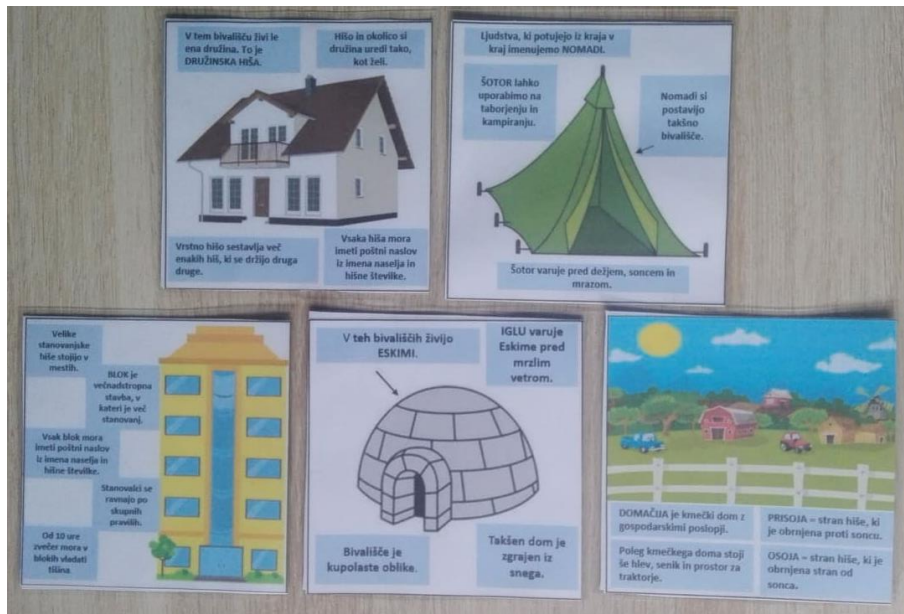 V tem bivališču živi le
ena družina. To je
DRUŽINSKA HIŠA.
Hišo in okolico si
družina uredi tako,
kot želi.
Vrstno hišo sestavlja več
enakih hiš, ki se držijo druga
druge.
Vsaka hiša mora
imeti poštni naslov
iz imena naselja in
hišne številke.
Ljudstva, ki potujejo iz kraja v
kraj imenujemo NOMADI.
ŠOTOR lahko
uporabimo na
taborjenju in
kampiranju.
Nomadi si
postavijo
takšno
bivališče.
Šotor varuje pred dežjem, soncem in
mrazom.
Velike
stanovanjske
hiše stojijo v
mestih.
BLOK je
večnadstropna
stavba, v
kateri je več
stanovanj.
Vsak blok mora
imeti poštni naslov
iz imena naselja in
hišne številke.
Stanovalci se
ravnajo po
skupnih
pravilih.
Od 10 ure
zvečer mora v
blokih vladati
tišina.
V teh bivališčih živijo
ESKIMI.
IGLU varuje
Eskime pred
mrzlim
vetrom.
Bivališče je
kupolaste oblike.
Takšen dom je
zgrajen iz
snega.
DOMAČIJA je kmečki dom z
gospodarskimi poslopji.
Poleg kmečkega doma stoji
še hlev, senik in prostor za
traktorje.
PRISOJA – stran hiše, ki
je obrnjena proti soncu.
OSOJA – stran hiše, ki je
obrnjena stran od
sonca.